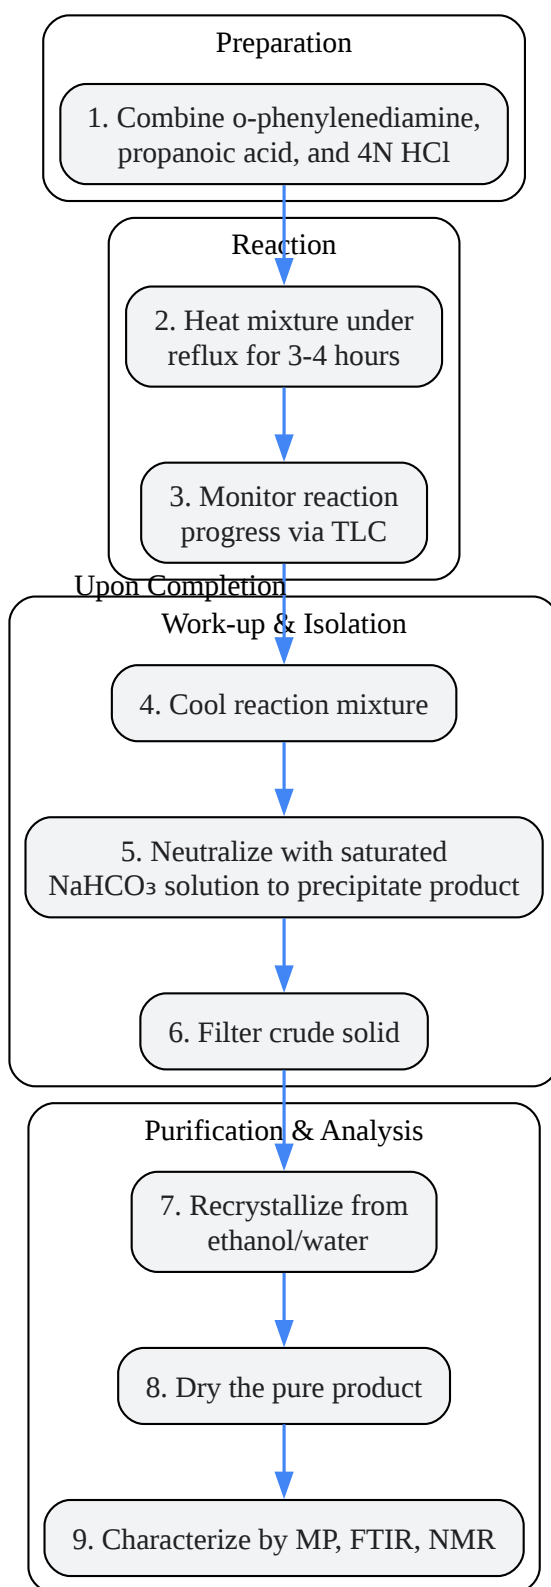 Preparation
1. Combine o-phenylenediamine,
propanoic acid, and 4N HCl
Reaction
2. Heat mixture under
reflux for 3-4 hours
3. Monitor reaction
progress via TLC
Upon Completion
Work-up & Isolation
4. Cool reaction mixture
5. Neutralize with saturated
NaHCO₃ solution to precipitate product
6. Filter crude solid
Purification & Analysis
7. Recrystallize from
ethanol/water
8. Dry the pure product
9. Characterize by MP, FTIR, NMR